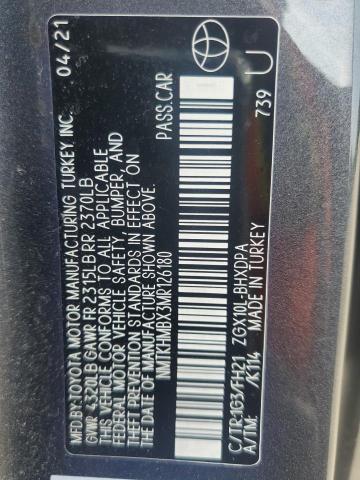 MFD.BY:TOYOTA MOTOR MANUFACTURING TURKEY INC. 04/21
GVWR 4320LB GAWR FR 2315LB RR 2370LB
THIS VEHICLE CONFORMS TO ALL APPLICABLE
FEDERAL MOTOR VEHICLE SAFETY, BUMPER, AND
THEFT PREVENTION STANDARDS IN EFFECT ON
THE DATE OF MANUFACTURE SHOWN ABOVE.
NMTKHMBX3MR126180 PASS.CAR
C/TR:1G3/FH21 ZGX10L-BHXDPA 739 U
A/TM: /K114 MADE IN TURKEY